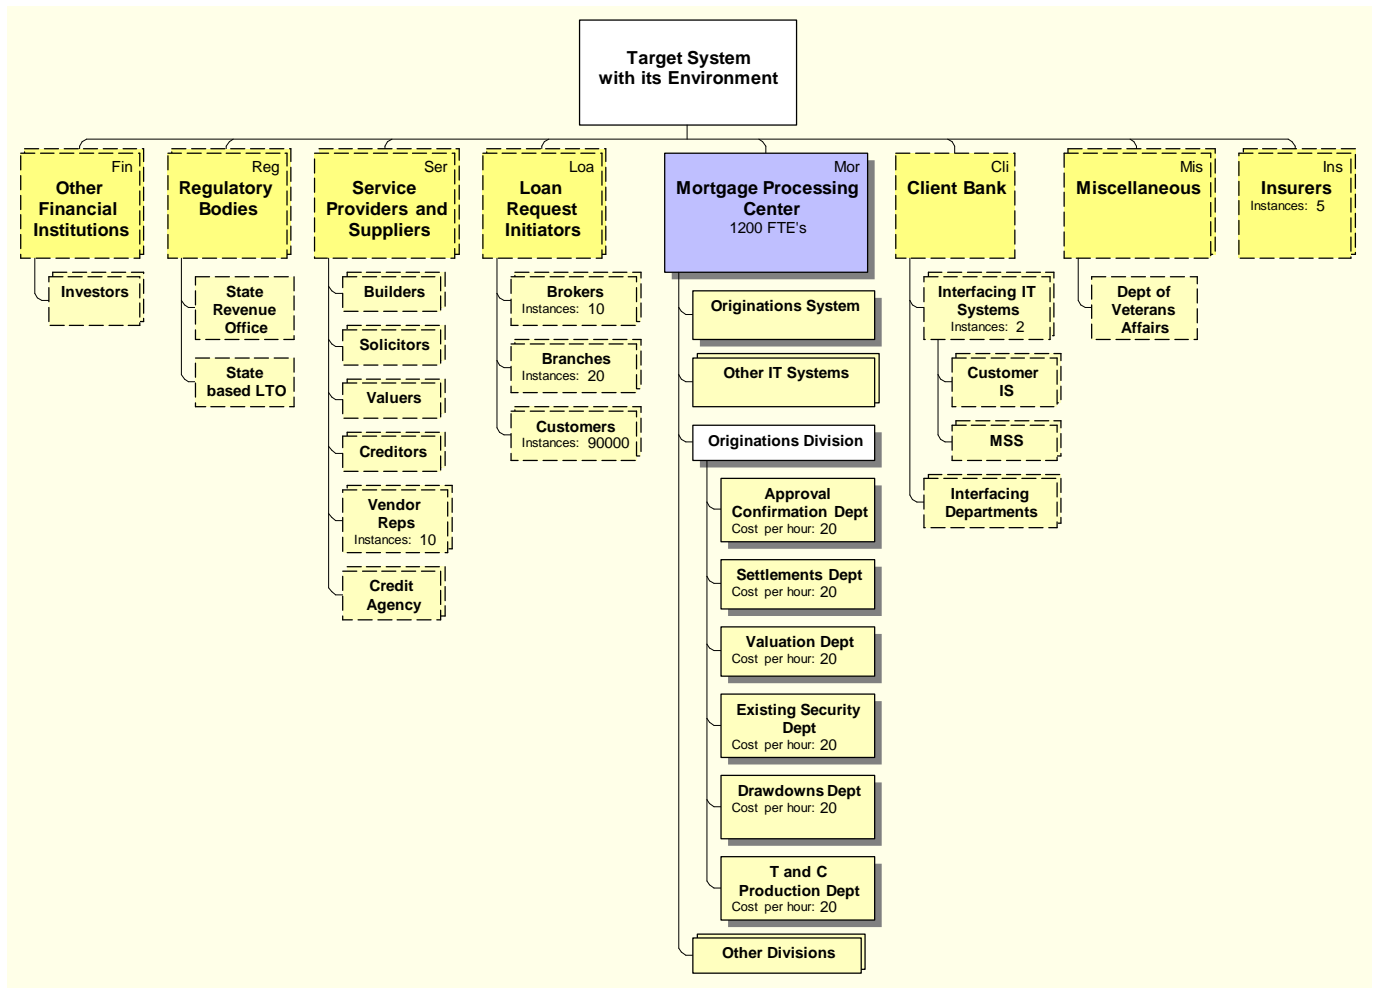 Target System
with its Environment
Fin
Other
Financial
Institutions
Investors
Reg
Regulatory
Bodies
State
Revenue
Office
State
based LTO
Ser
Service
Providers and
Suppliers
Builders
Solicitors
Valuers
Creditors
Vendor
Reps
Instances: 10
Credit
Agency
Loa
Loan
Request
Initiators
Brokers
Instances: 10
Branches
Instances: 20
Customers
Instances: 90000
Mor
Mortgage Processing
Center
1200 FTE's
Originations System
Other IT Systems
Originations Division
Approval
Confirmation Dept
Cost per hour: 20
Settlements Dept
Cost per hour: 20
Valuation Dept
Cost per hour: 20
Existing Security
Dept
Cost per hour: 20
Drawdowns Dept
Cost per hour: 20
T and C
Production Dept
Cost per hour: 20
Other Divisions
Cli
Client Bank
Interfacing IT
Systems
Instances: 2
Customer
IS
MSS
Interfacing
Departments
Mis
Miscellaneous
Dept of
Veterans
Affairs
Ins
Insurers
Instances: 5